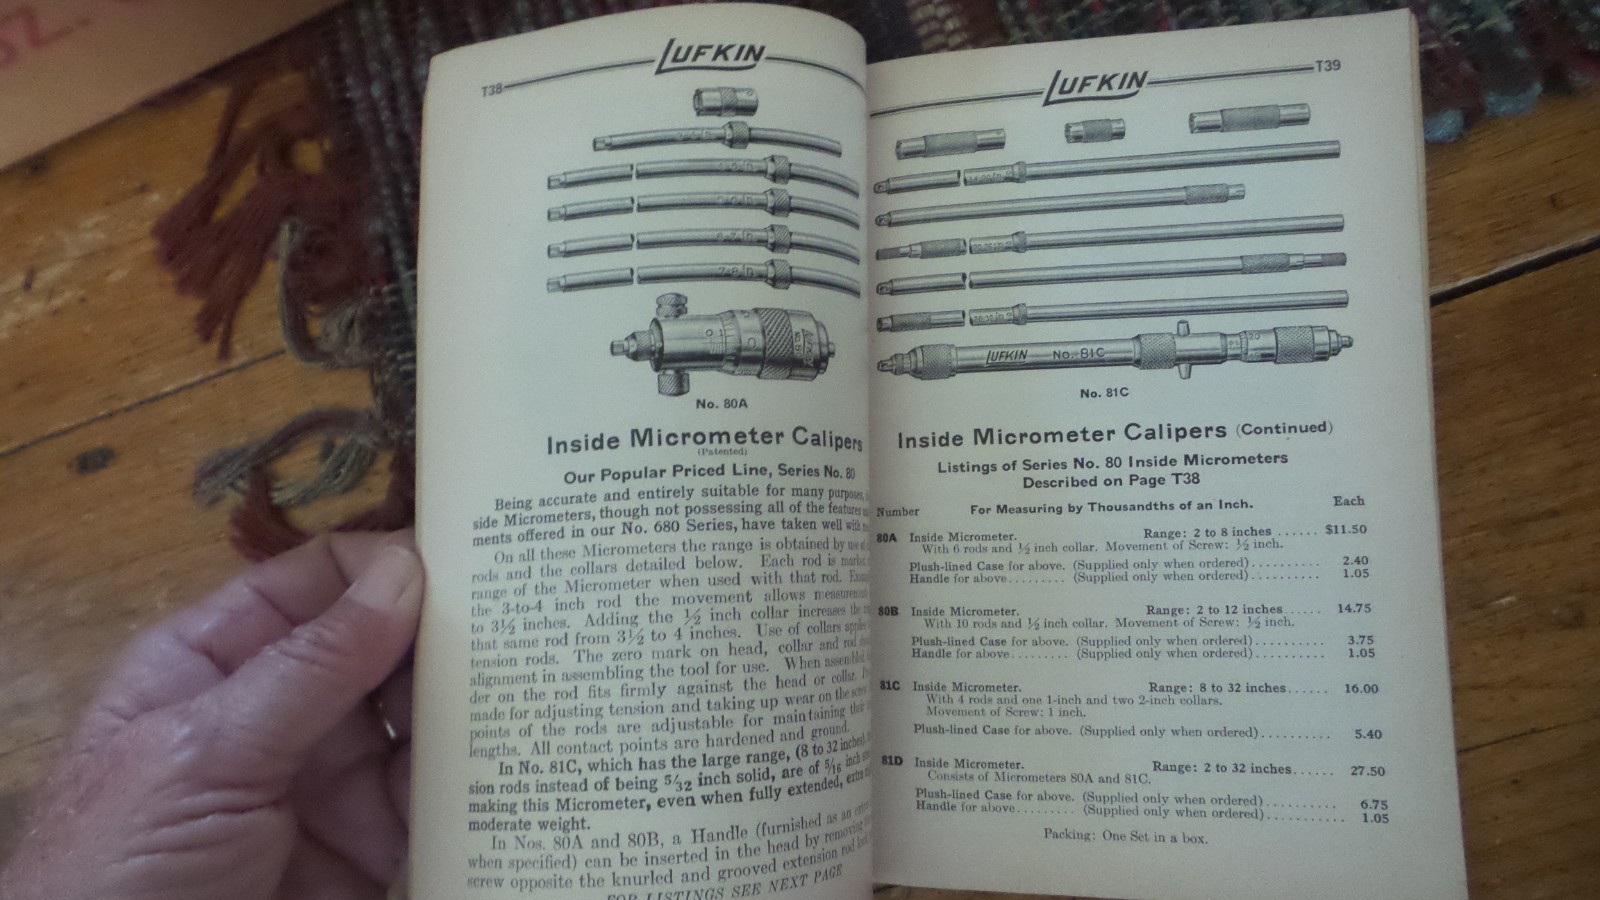 T38 LUFKIN
No. 80A
Inside Micrometer Calipers
(Patented)
Our Popular Priced Line, Series No. 80
Being accurate and entirely suitable for many purposes,
side Micrometers, though not possessing all of the features
ments offered in our No. 680 Series, have taken well with
On all these Micrometers the range is obtained by use
rods and the collars detailed below. Each rod is marked
range of the Micrometer when used with that rod.
the 3-to-4 inch rod the movement allows measurements
to 3½ inches. Adding the ½ inch collar increases the
that same rod from 3½ to 4 inches. Use of collars applies
tension rods. The zero mark on head, collar and rod
alignment in assembling the tool for use. When assembled,
der on the rod fits firmly against the head or collar.
made for adjusting tension and taking up wear on the screw
points of the rods are adjustable for maintaining their
lengths. All contact points are hardened and ground.
In No. 81C, which has the large range, (8 to 32 inches),
sion rods instead of being 5/32 inch solid, are of 5/16 inch
making this Micrometer, even when fully extended,
moderate weight.
In Nos. 80A and 80B, a Handle (furnished as an
when specified) can be inserted in the head by removing
screw opposite the knurled and grooved extension rod
FOR LISTINGS SEE NEXT PAGE
LUFKIN T39
LUFKIN No. 81C
No. 81C
Inside Micrometer Calipers (Continued)
Listings of Series No. 80 Inside Micrometers
Described on Page T38
Number For Measuring by Thousandths of an Inch. Each
80A Inside Micrometer. Range: 2 to 8 inches ...... $11.50
With 6 rods and ½ inch collar. Movement of Screw: ½ inch.
Plush-lined Case for above. (Supplied only when ordered).......... 2.40
Handle for above......... (Supplied only when ordered).......... 1.05
80B Inside Micrometer. Range: 2 to 12 inches...... 14.75
With 10 rods and ½ inch collar. Movement of Screw: ½ inch.
Plush-lined Case for above. (Supplied only when ordered).......... 3.75
Handle for above......... (Supplied only when ordered).......... 1.05
81C Inside Micrometer. Range: 8 to 32 inches...... 16.00
With 4 rods and one 1-inch and two 2-inch collars.
Movement of Screw: 1 inch.
Plush-lined Case for above. (Supplied only when ordered).......... 5.40
81D Inside Micrometer. Range: 2 to 32 inches...... 27.50
Consists of Micrometers 80A and 81C.
Plush-lined Case for above. (Supplied only when ordered).......... 6.75
Handle for above......... (Supplied only when ordered).......... 1.05
Packing: One Set in a box.